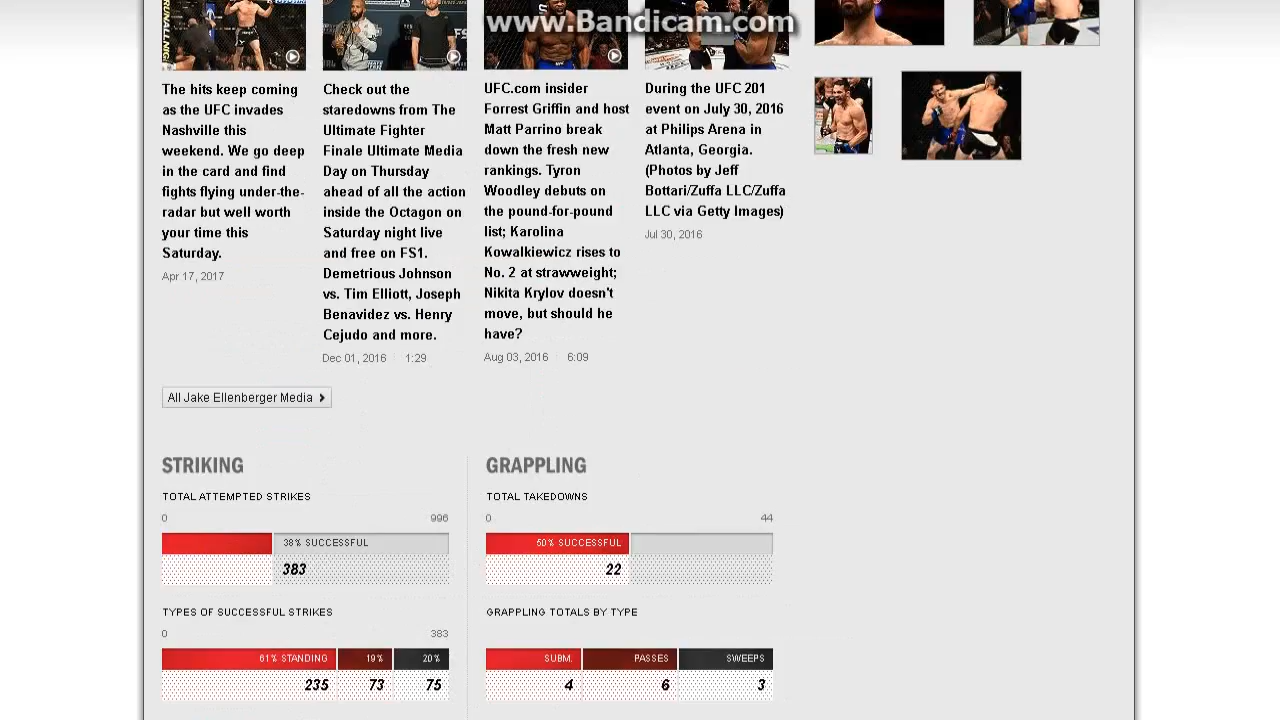 www.Bandicam.com
The hits keep coming
as the UFC invades
Nashville this
weekend. We go deep
in the card and find
fights flying under-the-
radar but well worth
your time this
Saturday.
Apr 17, 2017
Check out the
staredowns from The
Ultimate Fighter
Finale Ultimate Media
Day on Thursday
ahead of all the action
inside the Octagon on
Saturday night live
and free on FS1.
Demetrious Johnson
vs. Tim Elliott, Joseph
Benavidez vs. Henry
Cejudo and more.
Dec 01, 2016 1:29
UFC.com insider
Forrest Griffin and host
Matt Parrino break
down the fresh new
rankings. Tyron
Woodley debuts on
the pound-for-pound
list; Karolina
Kowalkiewicz rises to
No. 2 at strawweight;
Nikita Krylov doesn't
move, but should he
have?
Aug 03, 2016 6:09
During the UFC 201
event on July 30, 2016
at Philips Arena in
Atlanta, Georgia.
(Photos by Jeff
Bottari/Zuffa LLC/Zuffa
LLC via Getty Images)
Jul 30, 2016
All Jake Ellenberger Media
STRIKING
TOTAL ATTEMPTED STRIKES
0 996
38% SUCCESSFUL
383
TYPES OF SUCCESSFUL STRIKES
0 383
61% STANDING 19% 20%
235 73 75
GRAPPLING
TOTAL TAKEDOWNS
0 44
50% SUCCESSFUL
22
GRAPPLING TOTALS BY TYPE
SUBM. PASSES SWEEPS
4 6 3